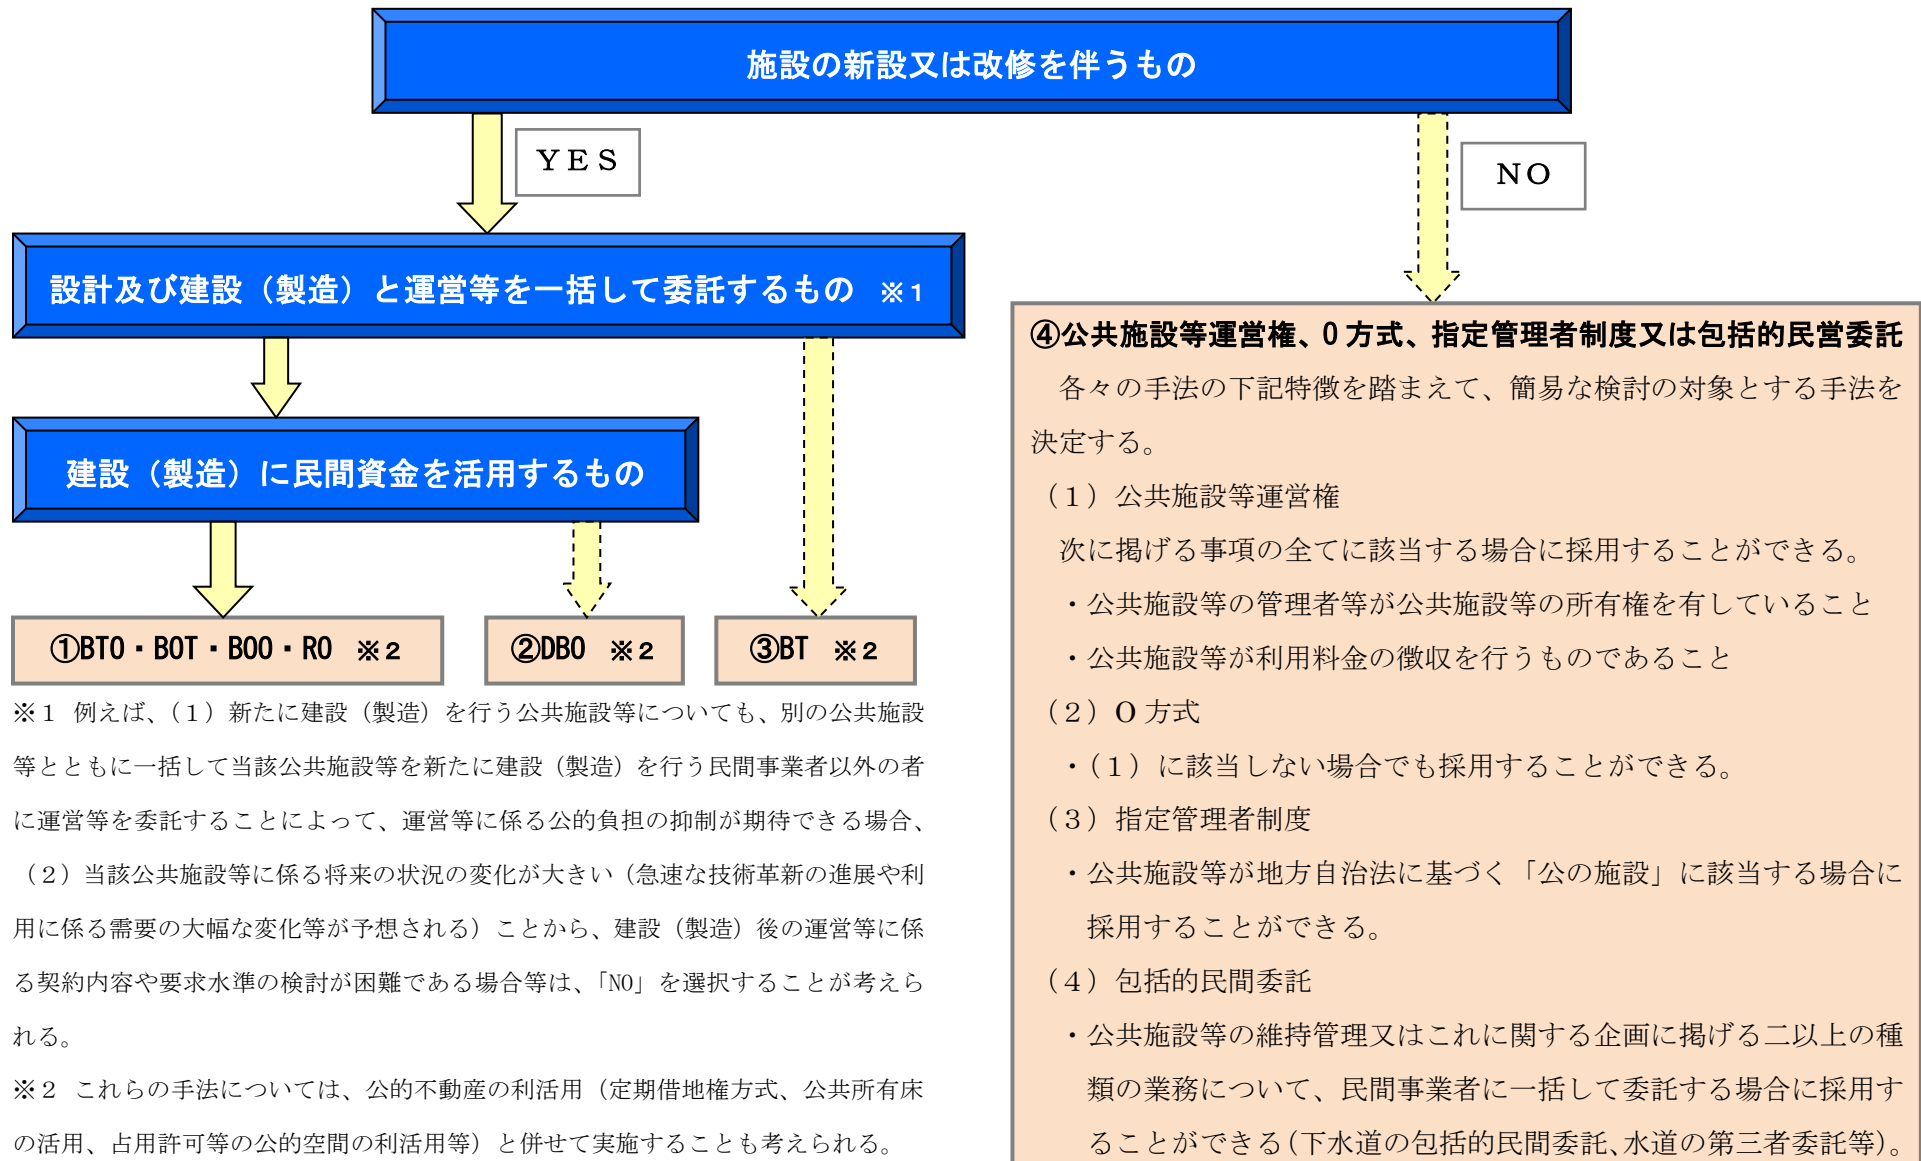 施設の新設又は改修を伴うもの
ＹＥＳ
ＮＯ
設計及び建設（製造）と運営等を一括して委託するもの ※１
建設（製造）に民間資金を活用するもの
①BTO・BOT・BOO・RO ※２
②DBO ※２
③BT ※２
※１ 例えば、（１）新たに建設（製造）を行う公共施設等についても、別の公共施設
等とともに一括して当該公共施設等を新たに建設（製造）を行う民間事業者以外の者
に運営等を委託することによって、運営等に係る公的負担の抑制が期待できる場合、
（２）当該公共施設等に係る将来の状況の変化が大きい（急速な技術革新の進展や利
用に係る需要の大幅な変化等が予想される）ことから、建設（製造）後の運営等に係
る契約内容や要求水準の検討が困難である場合等は、「NO」を選択することが考えら
れる。
※２ これらの手法については、公的不動産の利活用（定期借地権方式、公共所有床
の活用、占用許可等の公的空間の利活用等）と併せて実施することも考えられる。
④公共施設等運営権、O 方式、指定管理者制度又は包括的民営委託
各々の手法の下記特徴を踏まえて、簡易な検討の対象とする手法を
決定する。
（１）公共施設等運営権
次に掲げる事項の全てに該当する場合に採用することができる。
・公共施設等の管理者等が公共施設等の所有権を有していること
・公共施設等が利用料金の徴収を行うものであること
（２）O 方式
・（１）に該当しない場合でも採用することができる。
（３）指定管理者制度
・公共施設等が地方自治法に基づく「公の施設」に該当する場合に
採用することができる。
（４）包括的民間委託
・公共施設等の維持管理又はこれに関する企画に掲げる二以上の種
類の業務について、民間事業者に一括して委託する場合に採用す
ることができる（下水道の包括的民間委託、水道の第三者委託等）。